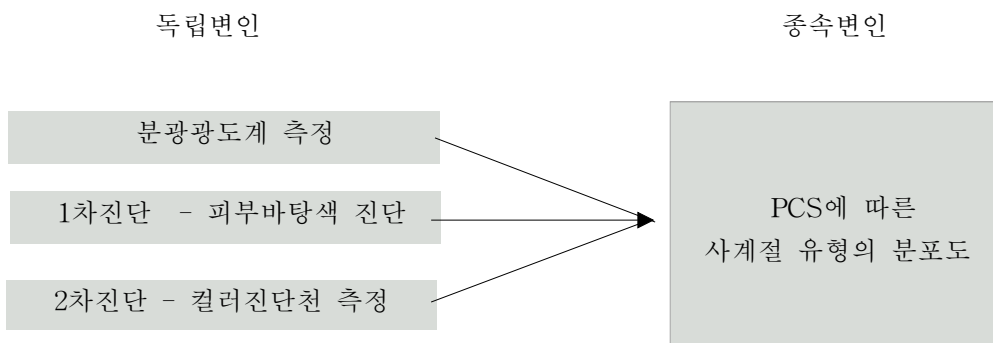 독립변인
종속변인
분광광도계 측정
1차진단 - 피부바탕색 진단
2차진단 - 컬러진단천 측정
PCS에 따른
사계절 유형의 분포도